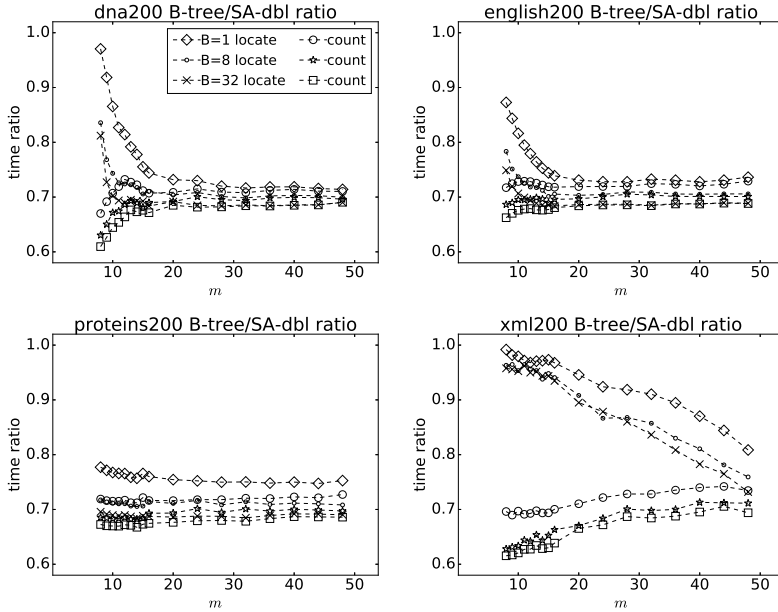 dna200 B-tree/SA-dbl ratio
time ratio
1.0
0.9
0.8
0.7
0.6
B=1 locate
count
B=8 locate
count
B=32 locate
count
10 20 30 40 50
m
english200 B-tree/SA-dbl ratio
time ratio
1.0
0.9
0.8
0.7
0.6
10 20 30 40 50
m
proteins200 B-tree/SA-dbl ratio
time ratio
1.0
0.9
0.8
0.7
0.6
10 20 30 40 50
m
xml200 B-tree/SA-dbl ratio
time ratio
1.0
0.9
0.8
0.7
0.6
10 20 30 40 50
m